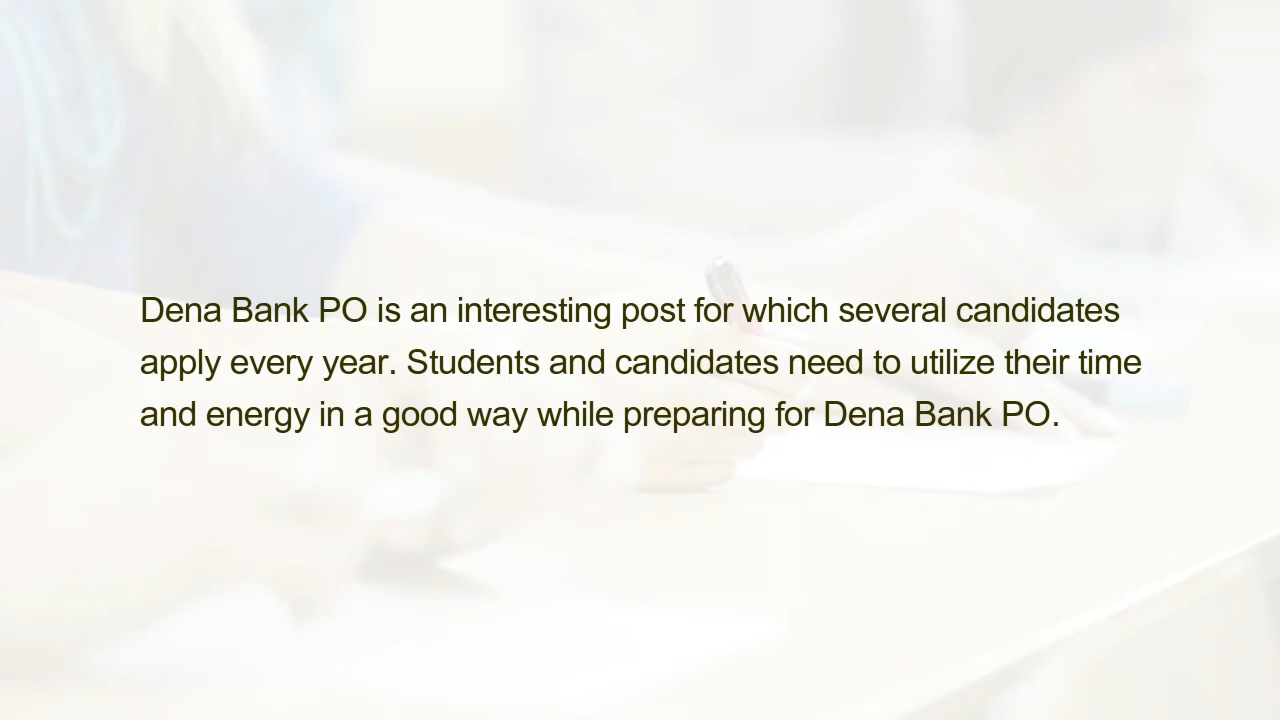 Dena Bank PO is an interesting post for which several candidates
apply every year. Students and candidates need to utilize their time
and energy in a good way while preparing for Dena Bank PO.